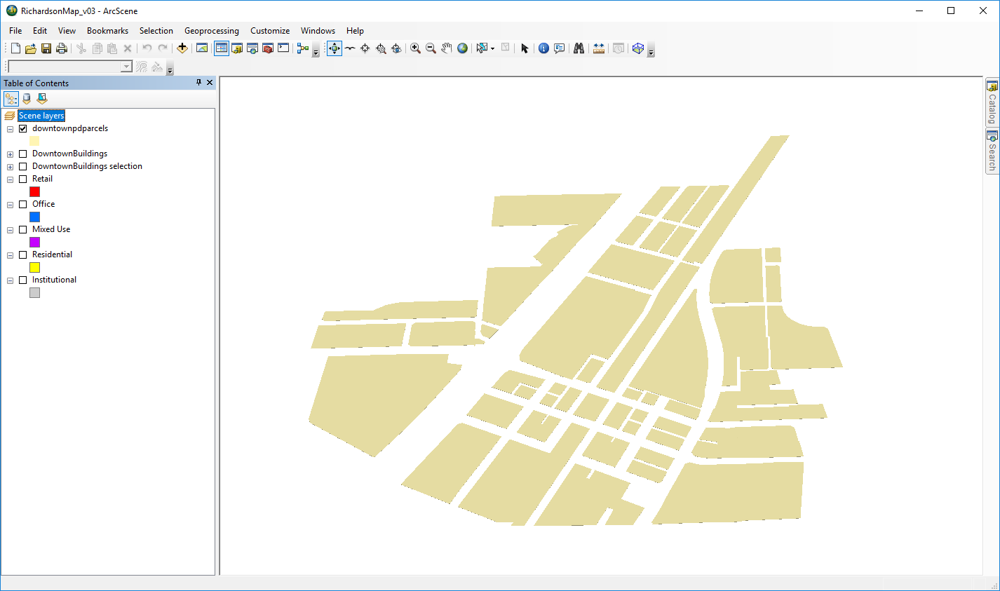 RichardsonMap_v03 - ArcScene
File Edit View Bookmarks Selection Geoprocessing Customize Windows Help
Table of Contents
Scene layers
downtownpdparcels
DowntownBuildings
DowntownBuildings selection
Retail
Office
Mixed Use
Residential
Institutional
Catalog
Search